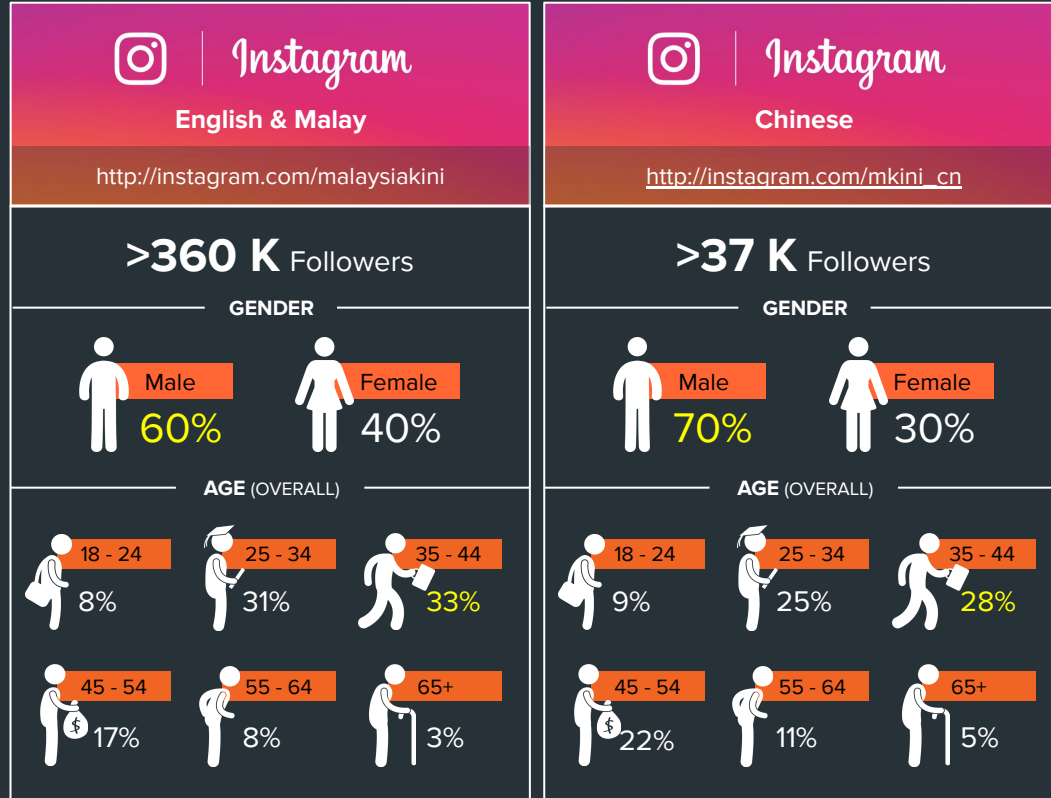 Instagram
English & Malay
http://instagram.com/malaysiakini
>360 K Followers
GENDER
Male
60%
Female
40%
AGE (OVERALL)
18 - 24
8%
25 - 34
31%
35 - 44
33%
45 - 54
$
17%
55 - 64
8%
65+
3%
Instagram
Chinese
http://instagram.com/mkini_cn
>37 K Followers
GENDER
Male
70%
Female
30%
AGE (OVERALL)
18 - 24
9%
25 - 34
25%
35 - 44
28%
45 - 54
$
22%
55 - 64
11%
65+
5%